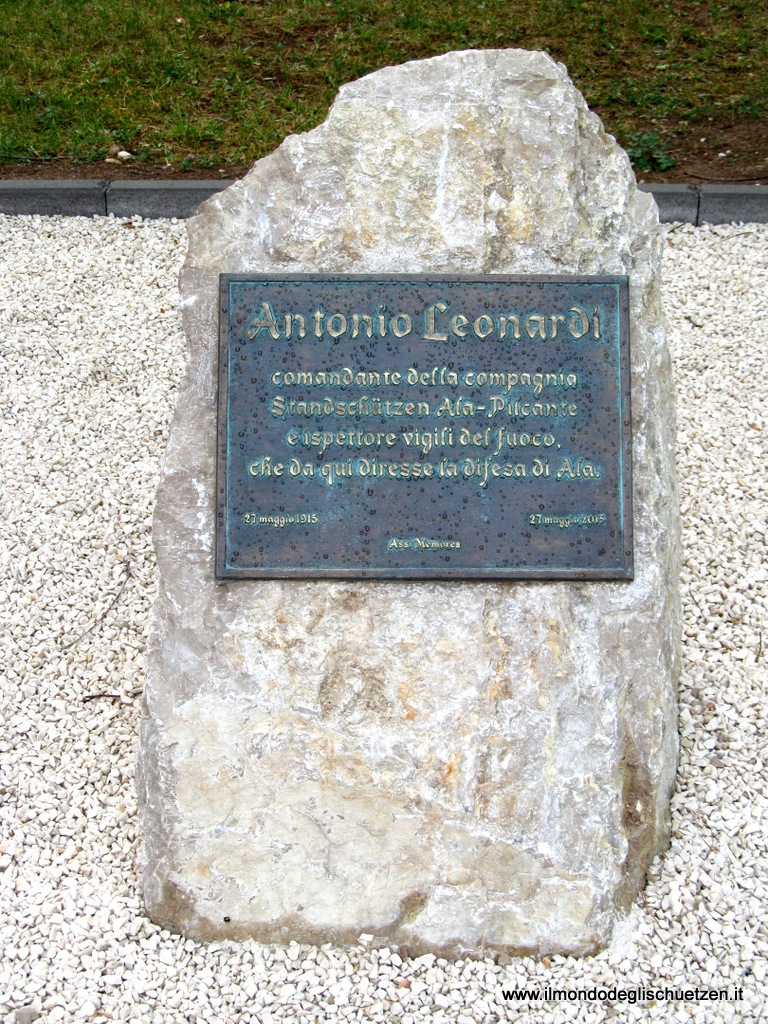 Antonio Leonardi
comandante della compagnia
Standschützen Ala-Pilcante
e ispettore vigili del fuoco,
che da qui diresse la difesa di Ala.
27 maggio 1915
27 maggio 2015
Ass. Memores
www.ilmondodeglischuetzen.it